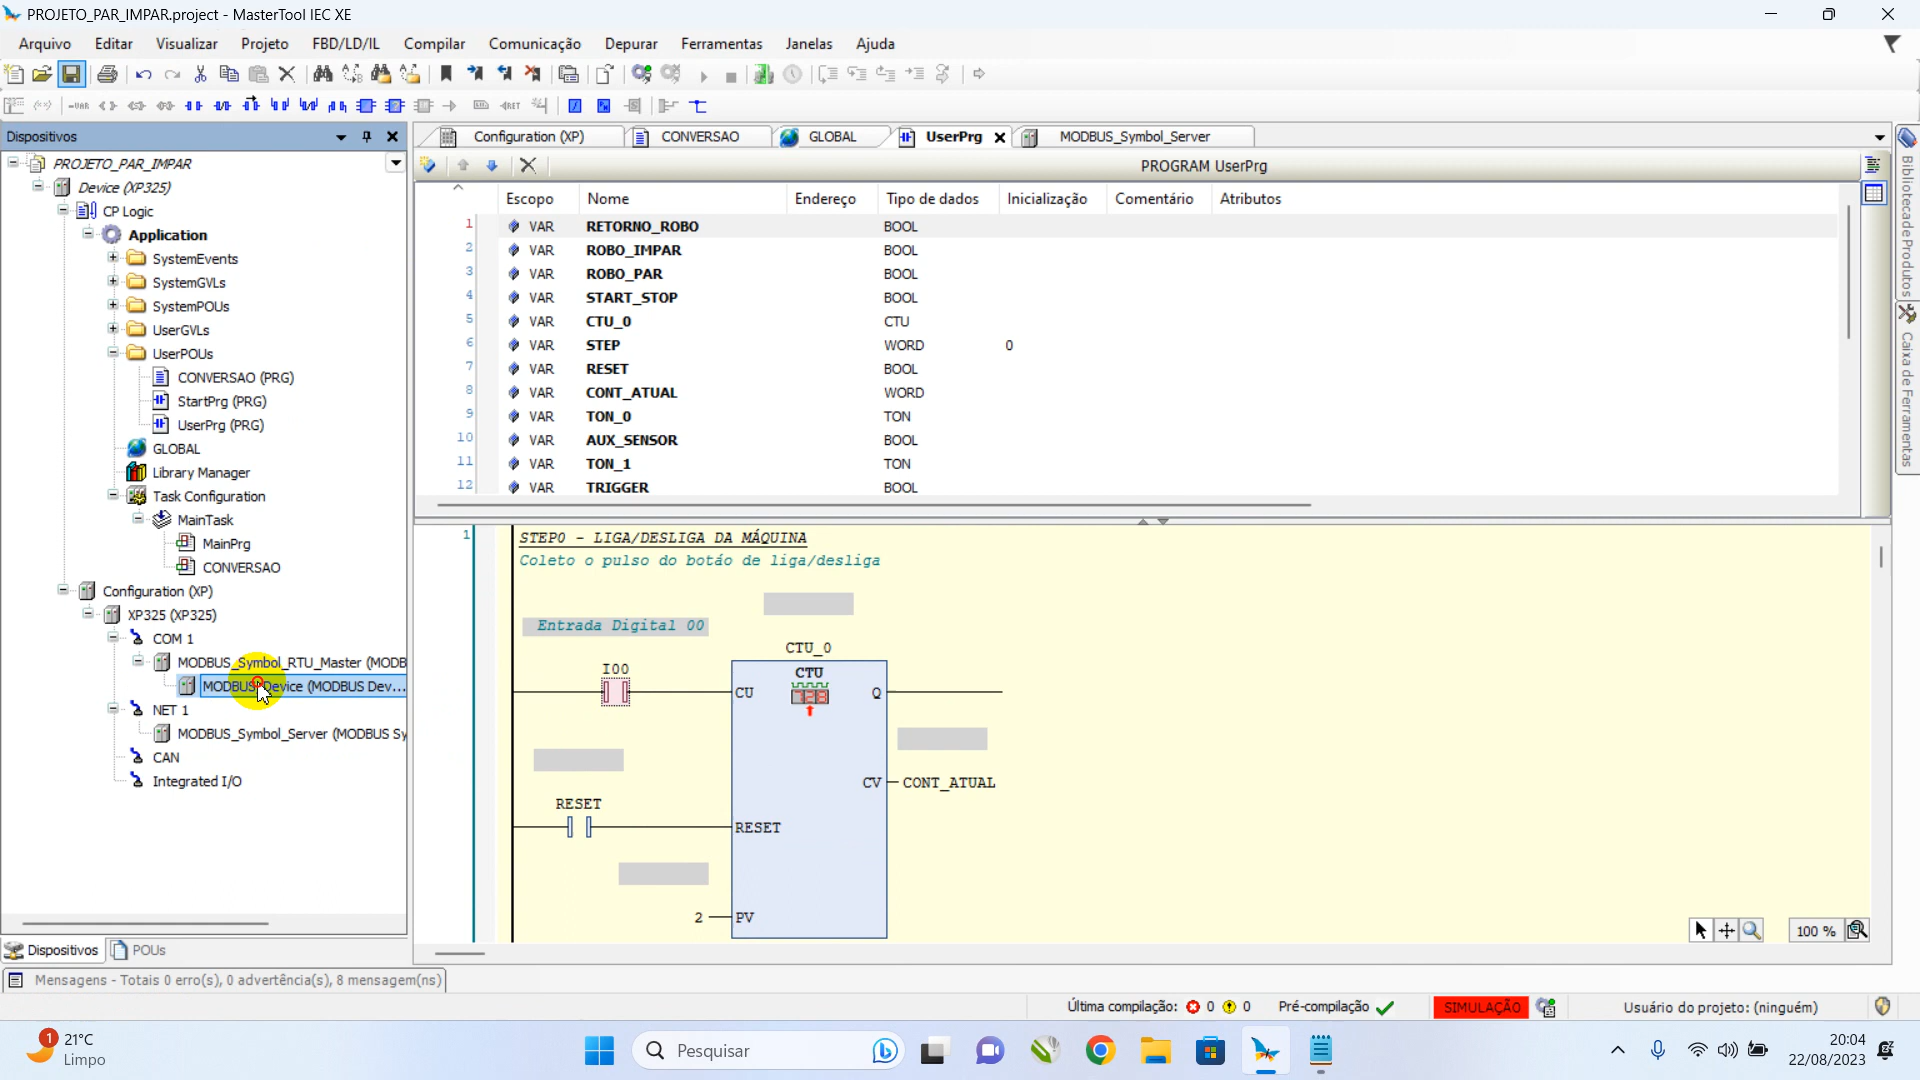 PROJETO_PAR_IMPAR.project - MasterTool IEC XE
Arquivo Editar Visualizar Projeto FBD/LD/IL Compilar Comunicação Depurar Ferramentas Janelas Ajuda
Dispositivos
PROJETO_PAR_IMPAR
Device (XP325)
CP Logic
Application
SystemEvents
SystemGVLs
SystemPOUs
UserGVLs
UserPOUs
CONVERSAO (PRG)
StartPrg (PRG)
UserPrg (PRG)
GLOBAL
Library Manager
Task Configuration
MainTask
MainPrg
CONVERSAO
Configuration (XP)
XP325 (XP325)
COM 1
MODBUS_Symbol_RTU_Master (MODB
MODBUS_Device (MODBUS Dev...
NET 1
MODBUS_Symbol_Server (MODBUS Sy
CAN
Integrated I/O
Dispositivos POUs
Configuration (XP) CONVERSAO GLOBAL UserPrg MODBUS_Symbol_Server
PROGRAM UserPrg
Escopo Nome Endereço Tipo de dados Inicialização Comentário Atributos
1 VAR RETORNO_ROBO BOOL
2 VAR ROBO_IMPAR BOOL
3 VAR ROBO_PAR BOOL
4 VAR START_STOP BOOL
5 VAR CTU_0 CTU
6 VAR STEP WORD 0
7 VAR RESET BOOL
8 VAR CONT_ATUAL WORD
9 VAR TON_0 TON
10 VAR AUX_SENSOR BOOL
11 VAR TON_1 TON
12 VAR TRIGGER BOOL
1
STEP0 - LIGA/DESLIGA DA MÁQUINA
Coleto o pulso do botáo de liga/desliga
Entrada Digital 00
CTU_0
I00
CTU
CU Q
CV CONT_ATUAL
RESET
RESET
2 PV
100 %
Biblioteca de Produtos
Caixa de Ferramentas
Mensagens - Totais 0 erro(s), 0 advertência(s), 8 mensagem(ns)
Última compilação: 0 0 Pré-compilação SIMULAÇÃO Usuário do projeto: (ninguém)
1
21°C
Limpo
Pesquisar
20:04
22/08/2023